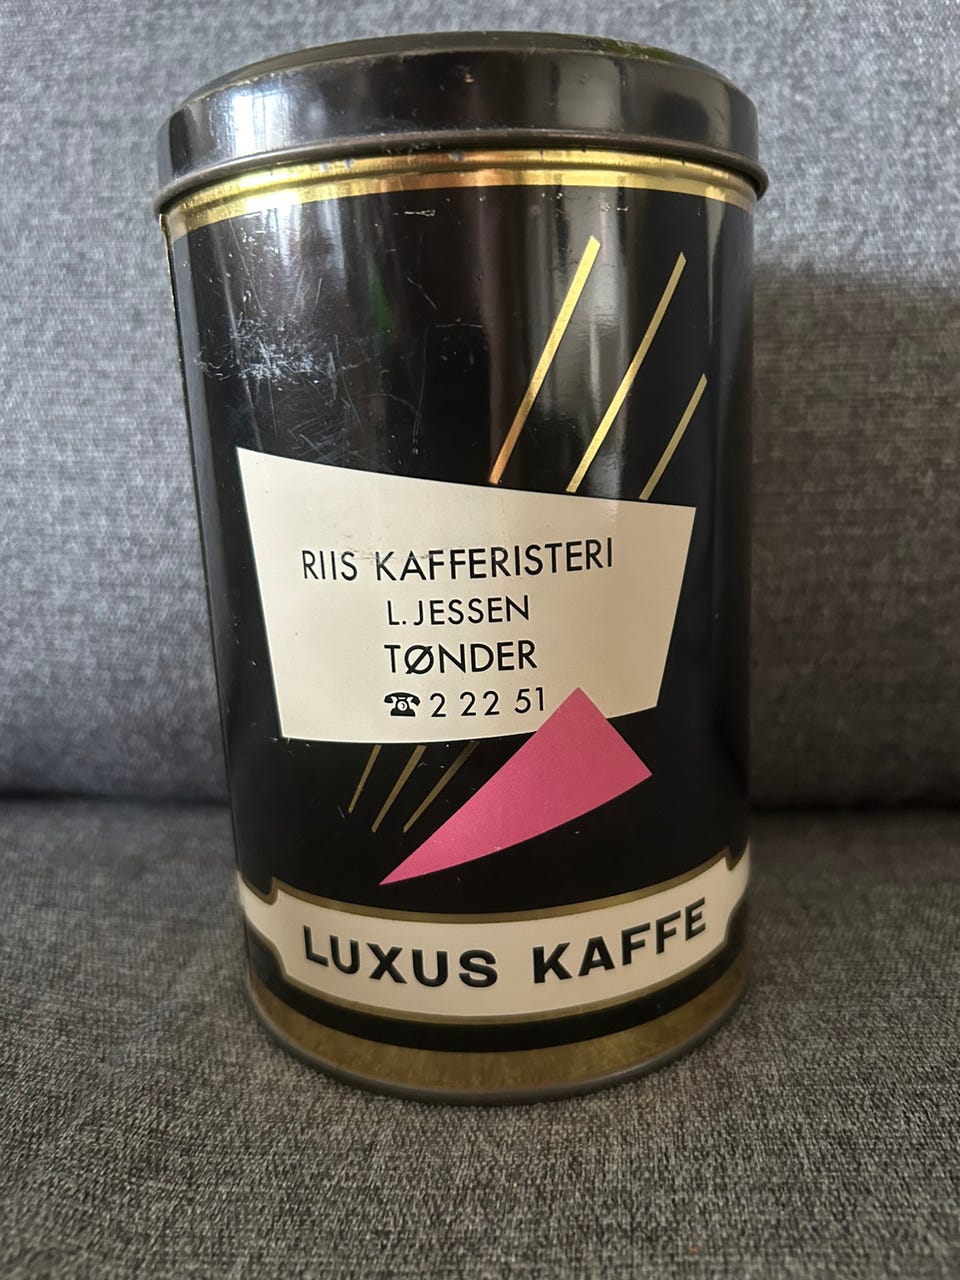 RIIS KAFFERISTERI
L. JESSEN
TØNDER
☎ 2 22 51
LUXUS KAFFE